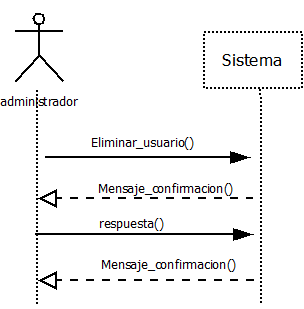 Sistema
administrador
Eliminar_usuario()
Mensaje_confirmacion()
respuesta()
Mensaje_confirmacion()